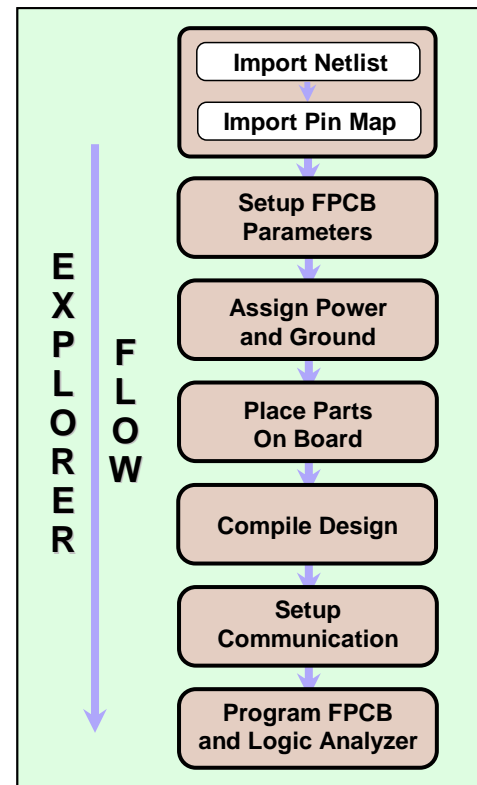 Import Netlist
Import Pin Map
Setup FPCB
Parameters
Assign Power
and Ground
Place Parts
On Board
Compile Design
Setup
Communication
Program FPCB
and Logic Analyzer
EXPLORER
FLOW